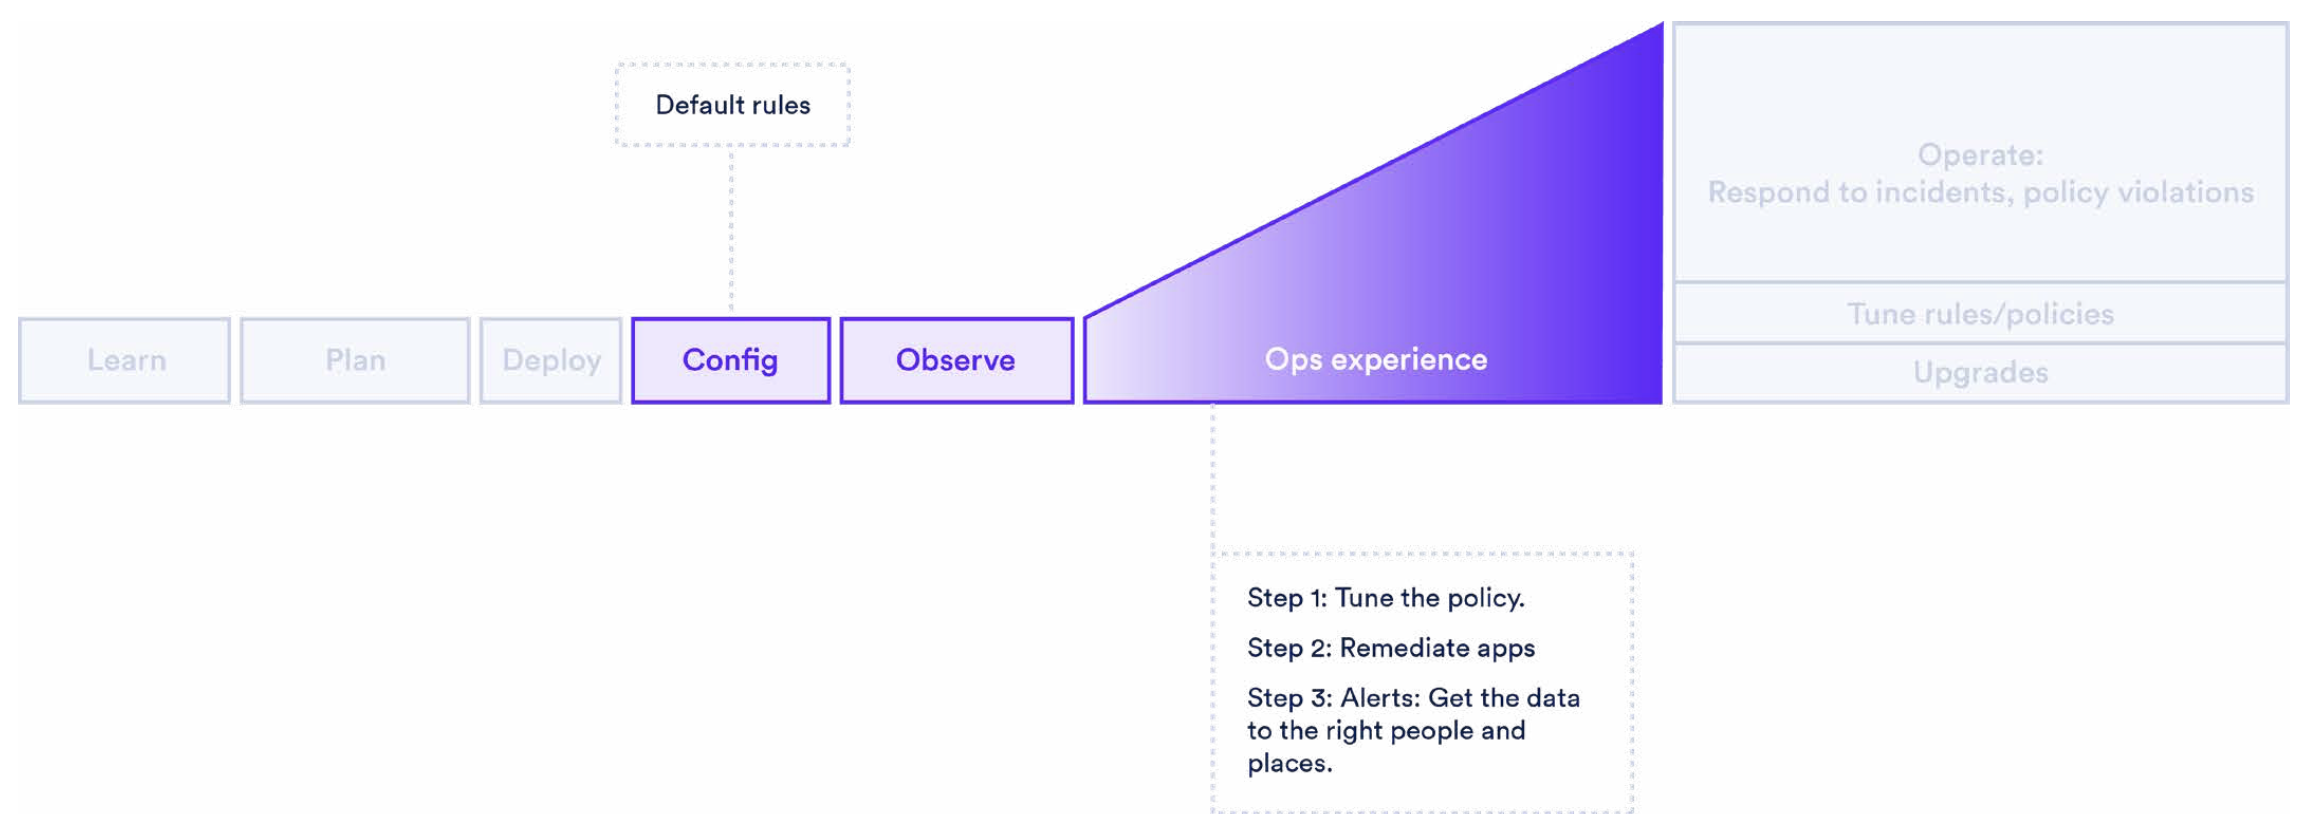 Default rules
Operate:
Respond to incidents, policy violations
Tune rules/policies
Upgrades
Learn
Plan
Deploy
Config
Observe
Ops experience
Step 1: Tune the policy.
Step 2: Remediate apps
Step 3: Alerts: Get the data
to the right people and
places.